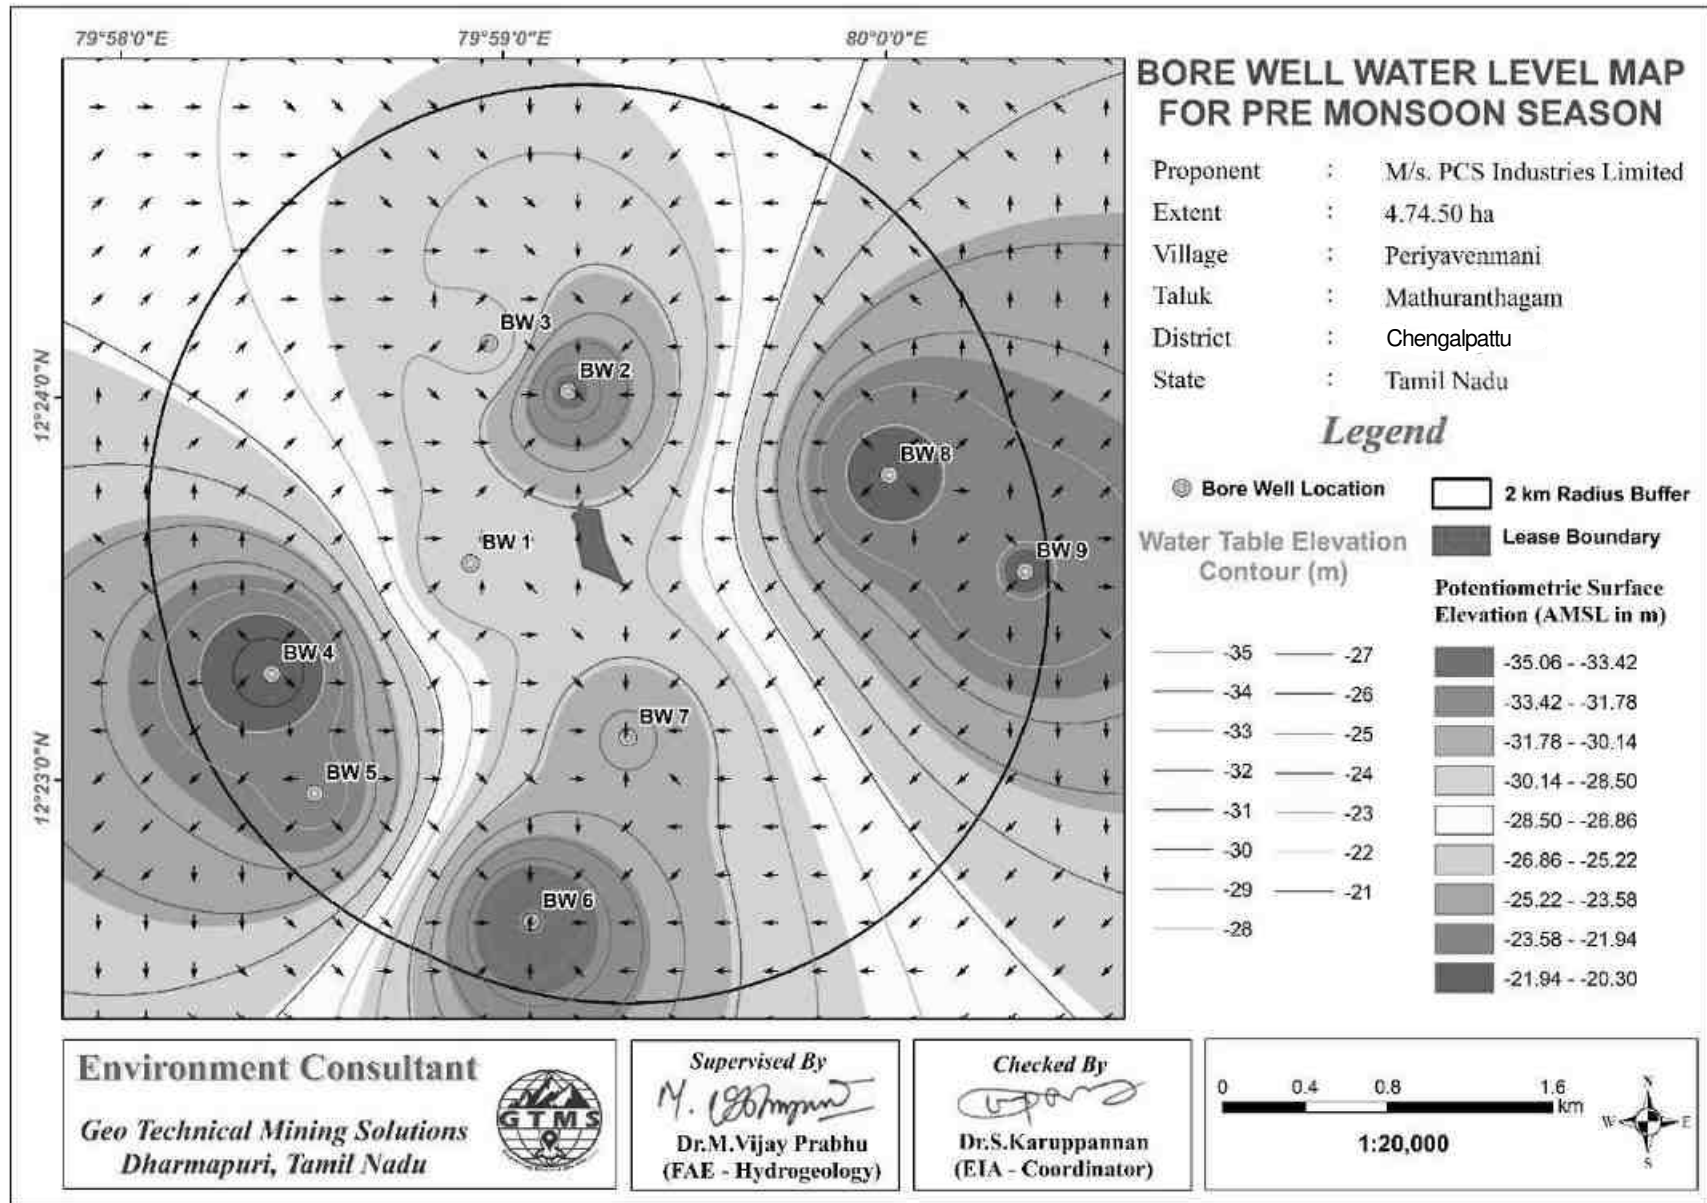 79°58'0"E
79°59'0"E
80°0'0"E
12°24'0"N
12°23'0"N
BW 3
BW 2
BW 8
BW 1
BW 9
BW 4
BW 7
BW 5
BW 6
BORE WELL WATER LEVEL MAP
FOR PRE MONSOON SEASON
Proponent : M/s. PCS Industries Limited
Extent : 4.74.50 ha
Village : Periyavenmani
Taluk : Mathuranthagam
District : Chengalpattu
State : Tamil Nadu
Legend
Bore Well Location
2 km Radius Buffer
Lease Boundary
Water Table Elevation
Contour (m)
-35 -27
-34 -26
-33 -25
-32 -24
-31 -23
-30 -22
-29 -21
-28
Potentiometric Surface
Elevation (AMSL in m)
-35.06 - -33.42
-33.42 - -31.78
-31.78 - -30.14
-30.14 - -28.50
-28.50 - -26.86
-26.86 - -25.22
-25.22 - -23.58
-23.58 - -21.94
-21.94 - -20.30
Environment Consultant
Geo Technical Mining Solutions
Dharmapuri, Tamil Nadu
GTMS
Supervised By
Dr.M.Vijay Prabhu
(FAE - Hydrogeology)
Checked By
Dr.S.Karuppannan
(EIA - Coordinator)
0 0.4 0.8 1.6
km
1:20,000
N
W E
S